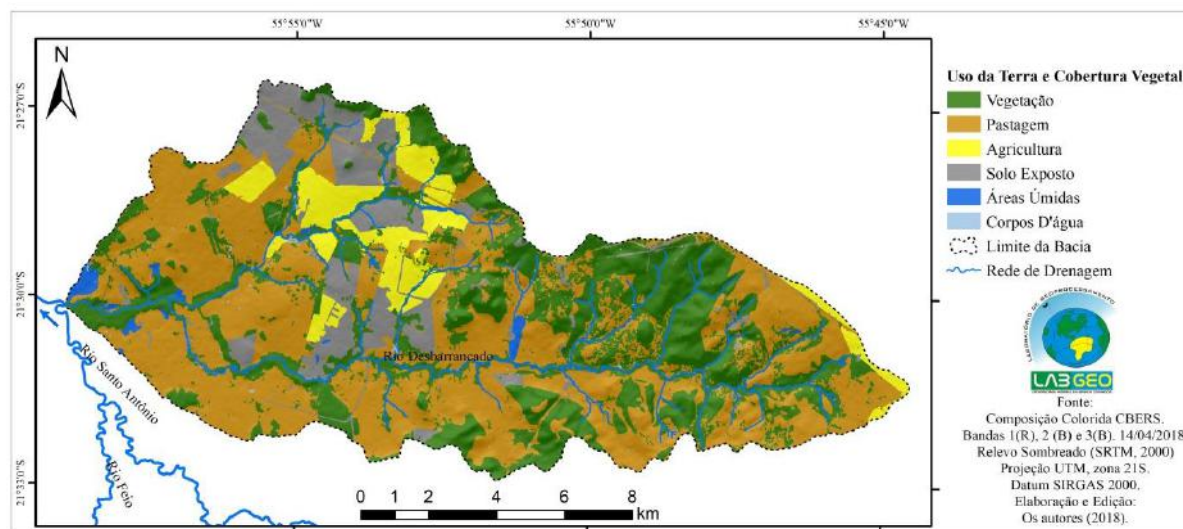 55°55'0"W
55°50'0"W
55°45'0"W
N
21°27'0"S
21°30'0"S
21°33'0"S
Rio Desbarrancado
Rio Santo Antônio
Rio Feio
0 1 2 4 6 8
km
Uso da Terra e Cobertura Vegetal
Vegetação
Pastagem
Agricultura
Solo Exposto
Áreas Úmidas
Corpos D'água
Limite da Bacia
Rede de Drenagem
LABORATÓRIO DE GEOPROCESSAMENTO
LABGEO
Fonte:
Composição Colorida CBERS.
Bandas 1(R), 2 (B) e 3(B). 14/04/2018
Relevo Sombreado (SRTM, 2000)
Projeção UTM, zona 21S.
Datum SIRGAS 2000.
Elaboração e Edição:
Os autores (2018).